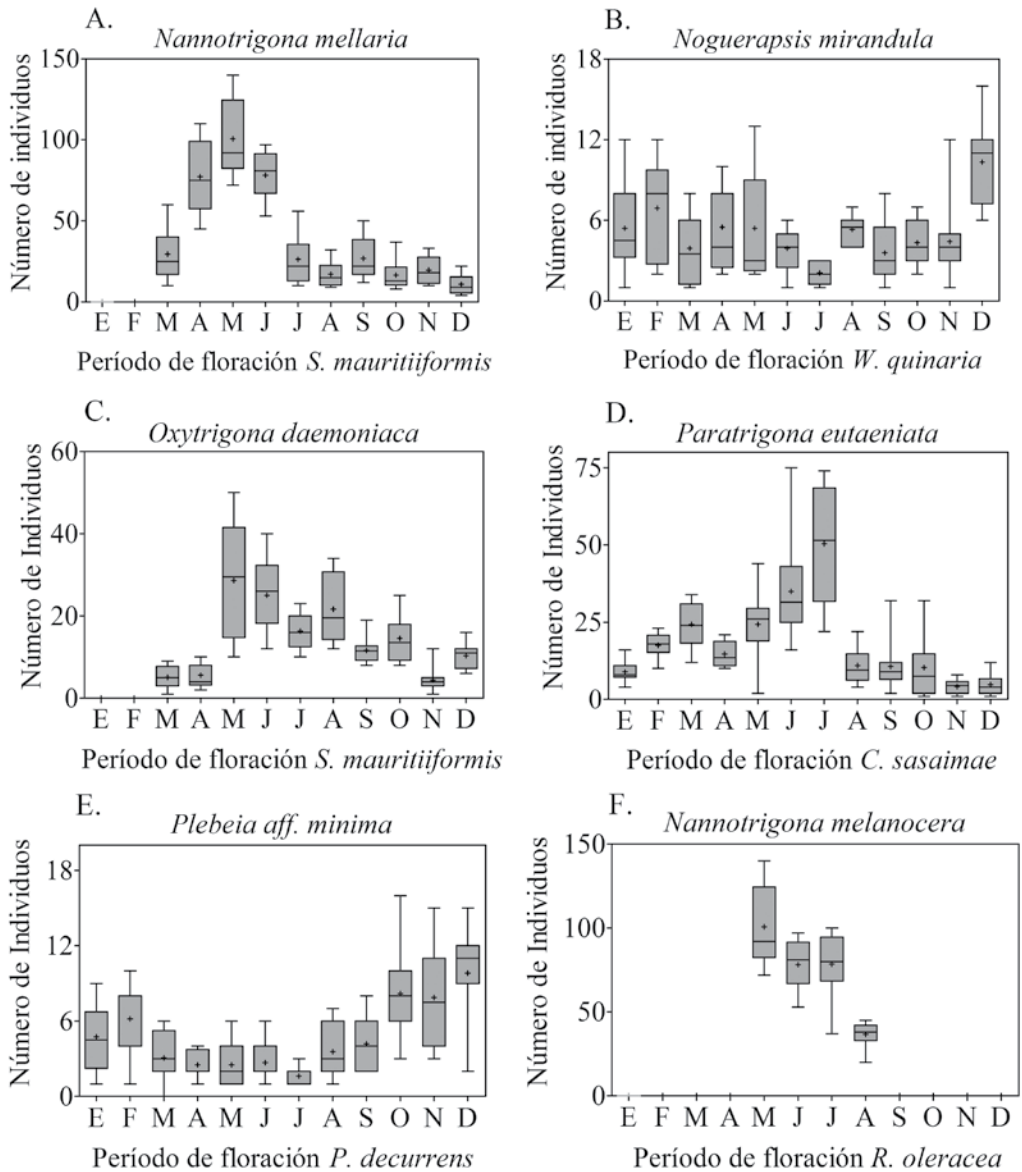 A.
Nannotrigona mellaria
Número de individuos
150
100
50
0
E F M A M J J A S O N D
Período de floración S. mauritiiformis
B.
Noguerapsis mirandula
Número de individuos
18
12
6
0
E F M A M J J A S O N D
Período de floración W. quinaria
C.
Oxytrigona daemoniaca
Número de Individuos
60
40
20
0
E F M A M J J A S O N D
Período de floración S. mauritiiformis
D.
Paratrigona eutaeniata
Número de Individuos
75
50
25
0
E F M A M J J A S O N D
Período de floración C. sasaimae
E.
Plebeia aff. minima
Número de Individuos
18
12
6
0
E F M A M J J A S O N D
Período de floración P. decurrens
F.
Nannotrigona melanocera
Número de Individuos
150
100
50
0
E F M A M J J A S O N D
Período de floración R. oleracea